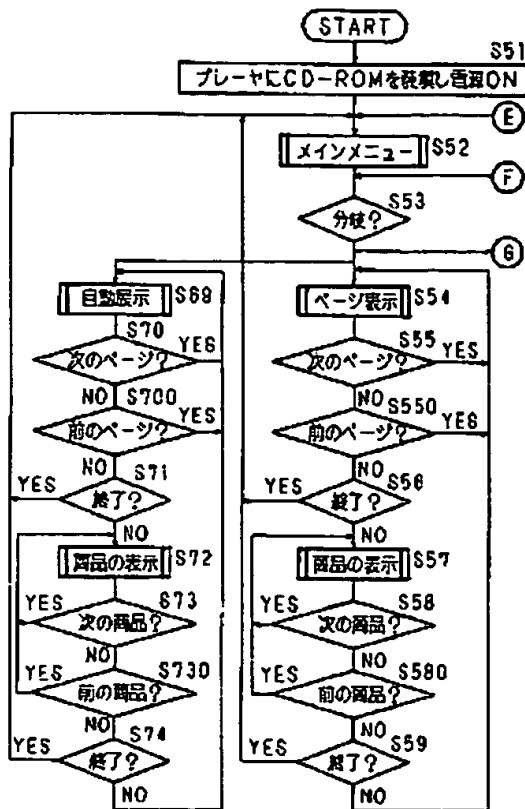 START
S51
プレーヤにCD-ROMを装填し電源ON
E
メインメニュー
S52
F
分岐?
S53
G
自動展示
S69
次のページ?
S70
YES
NO
前のページ?
S700
YES
NO
終了?
S71
YES
NO
商品の表示
S72
次の商品?
S73
YES
NO
前の商品?
S730
YES
NO
終了?
S74
YES
NO
ページ表示
S54
次のページ?
S55
YES
NO
前のページ?
S550
YES
NO
終了?
S56
YES
NO
商品の表示
S57
次の商品?
S58
YES
NO
前の商品?
S580
YES
NO
終了?
S59
YES
NO